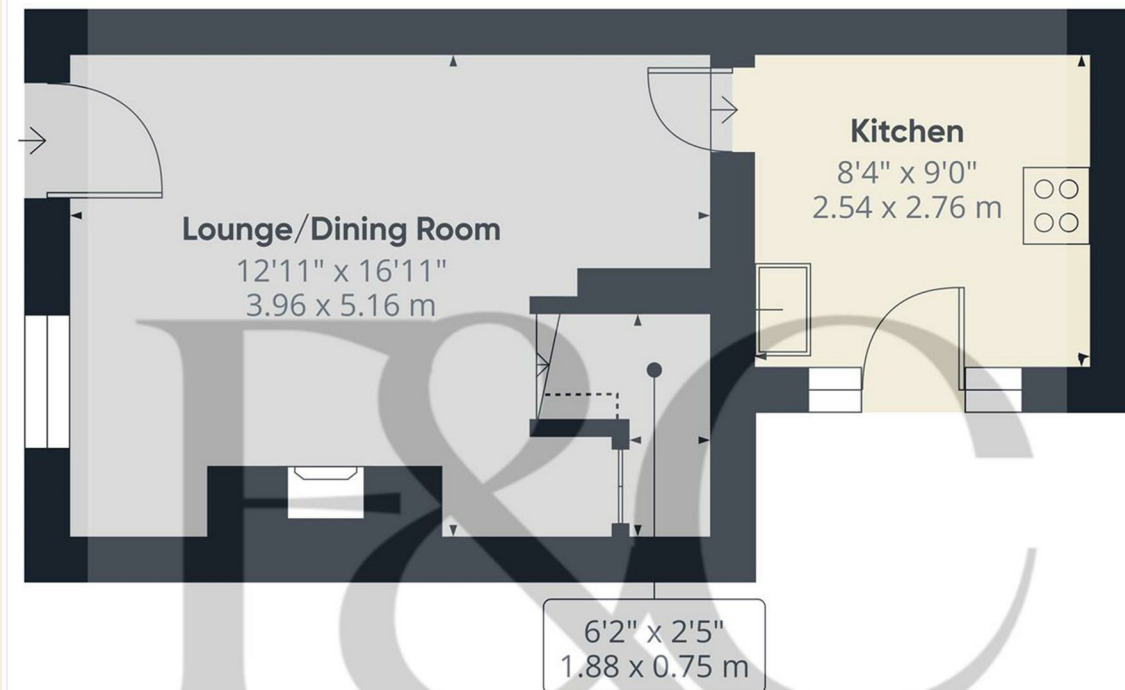 Kitchen
8'4" x 9'0"
2.54 x 2.76 m
Lounge/Dining Room
12'11" x 16'11"
3.96 x 5.16 m
F&C
6'2" x 2'5"
1.88 x 0.75 m